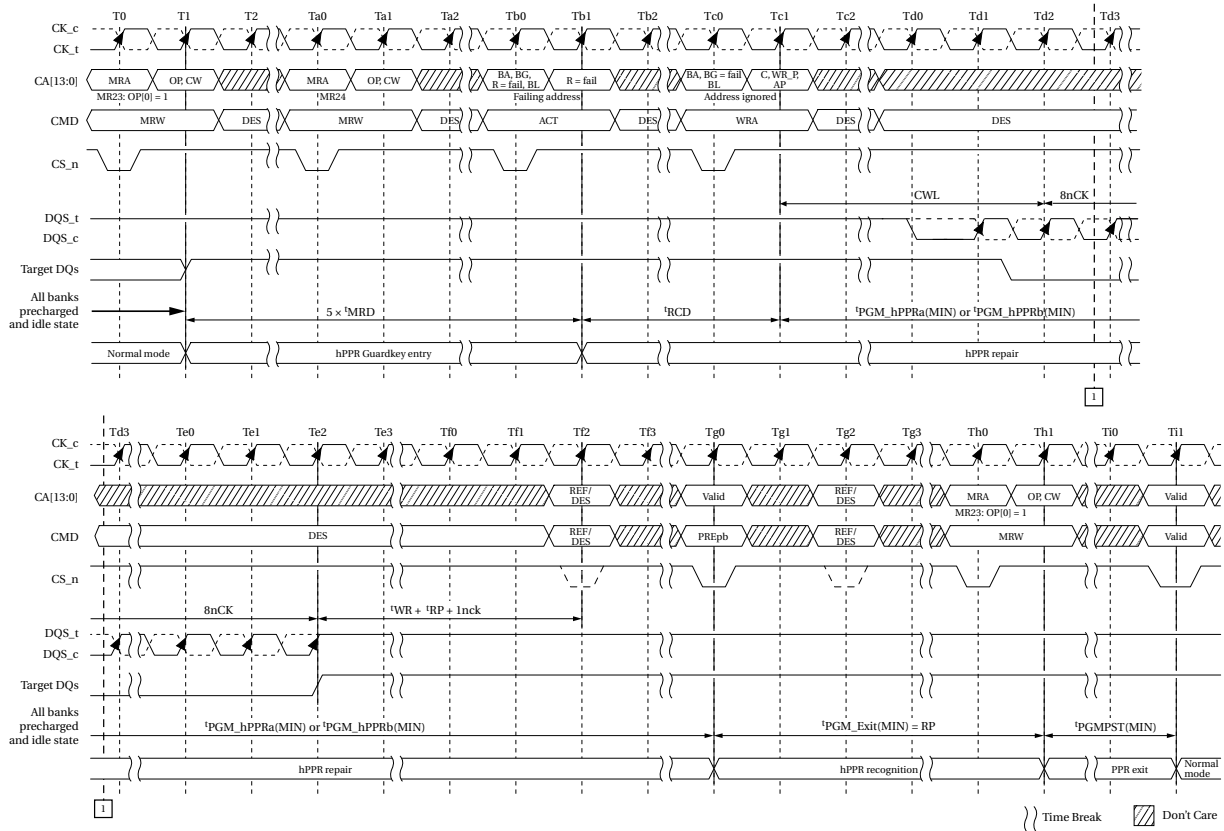 T0 T1 T2 Ta0 Ta1 Ta2 Tb0 Tb1 Tb2 Tc0 Tc1 Tc2 Td0 Td1 Td2 Td3
CK_c
CK_t
CA[13:0] MRA OP, CW MRA OP, CW BA, BG, R = fail, BL R = fail BA, BG = fail BL C, WR_P, AP
MR23: OP[0] = 1 MR24 Failing address Address ignored
CMD MRW DES MRW DES ACT DES WRA DES DES
CS_n
CWL 8nCK
DQS_t
DQS_c
Target DQs
All banks
precharged
and idle state
5 × tMRD tRCD tPGM_hPPRa(MIN) or tPGM_hPPRb(MIN)
Normal mode hPPR Guardkey entry hPPR repair
1
Td3 Te0 Te1 Te2 Te3 Tf0 Tf1 Tf2 Tf3 Tg0 Tg1 Tg2 Tg3 Th0 Th1 Ti0 Ti1
CK_c
CK_t
CA[13:0] REF/ DES Valid REF/ DES MRA OP, CW Valid
MR23: OP[0] = 1
CMD DES REF/ DES PREpb REF/ DES MRW Valid
CS_n
8nCK tWR + tRP + 1nck
DQS_t
DQS_c
Target DQs
All banks
precharged
and idle state
tPGM_hPPRa(MIN) or tPGM_hPPRb(MIN) tPGM_Exit(MIN) = RP tPGMPST(MIN)
hPPR repair hPPR recognition PPR exit Normal mode
1
Time Break Don't Care